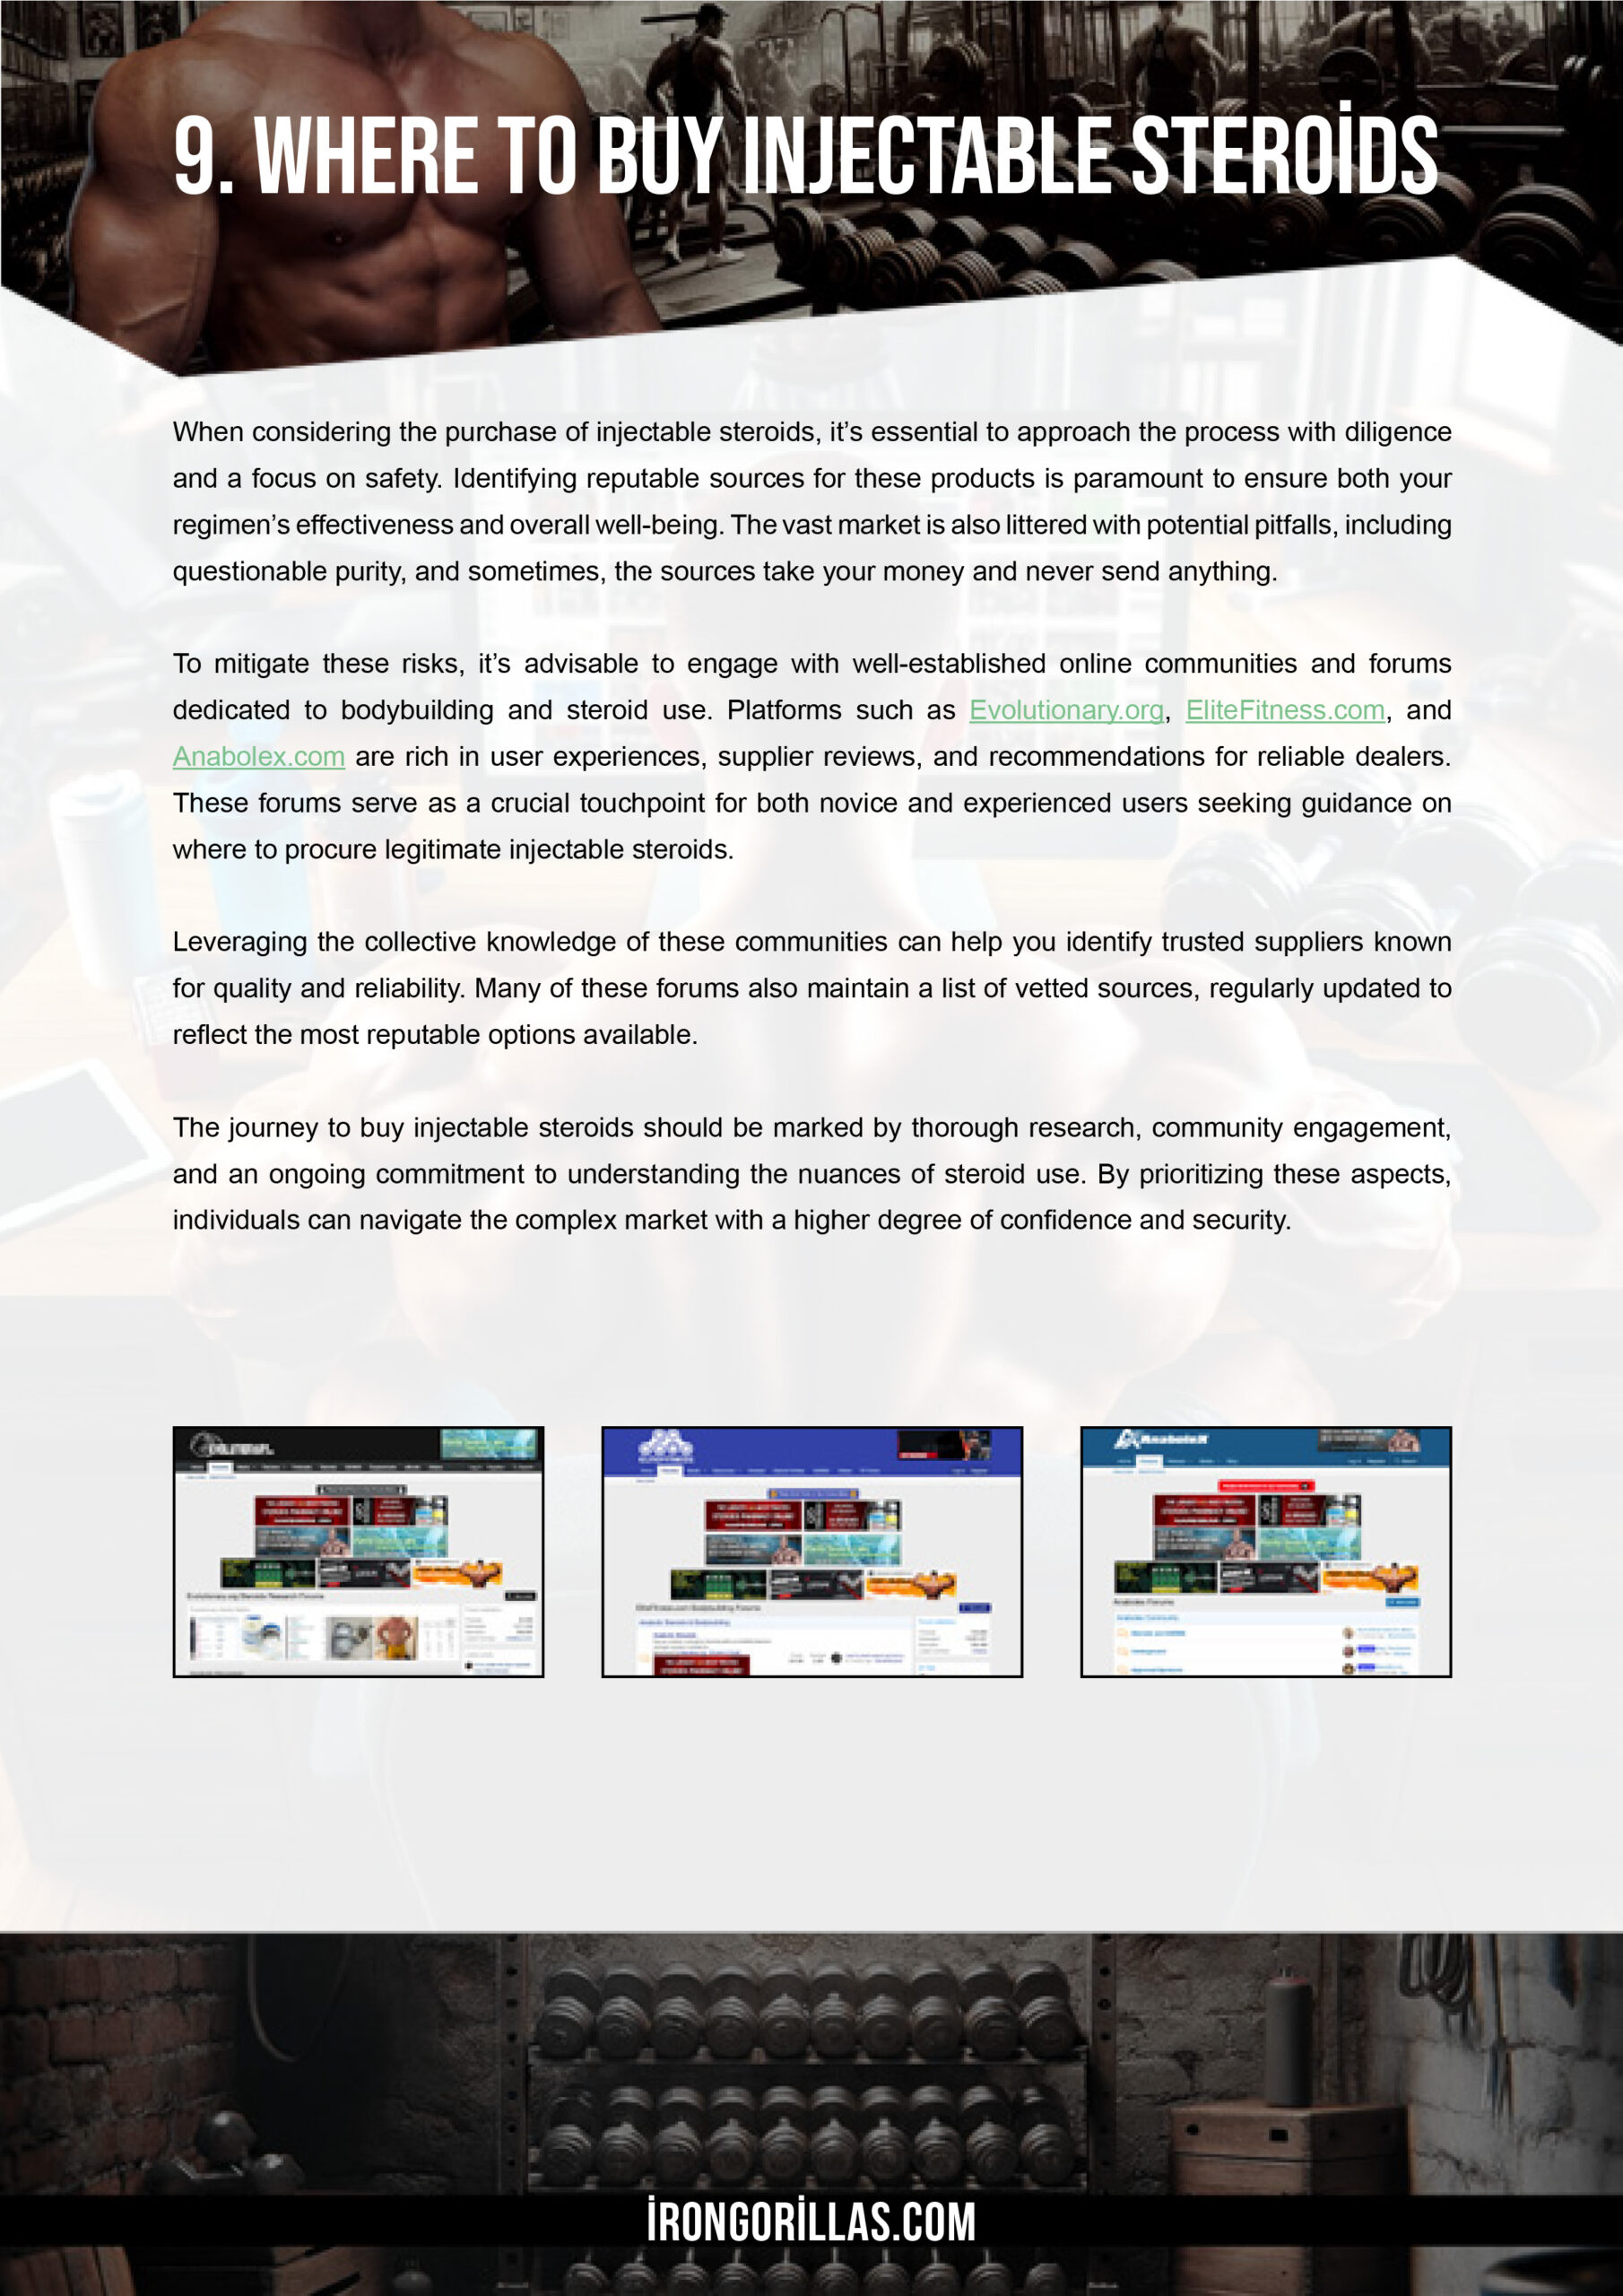 9. WHERE TO BUY INJECTABLE STEROİDS
When considering the purchase of injectable steroids, it’s essential to approach the process with diligence
and a focus on safety. Identifying reputable sources for these products is paramount to ensure both your
regimen’s effectiveness and overall well-being. The vast market is also littered with potential pitfalls, including
questionable purity, and sometimes, the sources take your money and never send anything.
To mitigate these risks, it’s advisable to engage with well-established online communities and forums
dedicated to bodybuilding and steroid use. Platforms such as Evolutionary.org, EliteFitness.com, and
Anabolex.com are rich in user experiences, supplier reviews, and recommendations for reliable dealers.
These forums serve as a crucial touchpoint for both novice and experienced users seeking guidance on
where to procure legitimate injectable steroids.
Leveraging the collective knowledge of these communities can help you identify trusted suppliers known
for quality and reliability. Many of these forums also maintain a list of vetted sources, regularly updated to
reflect the most reputable options available.
The journey to buy injectable steroids should be marked by thorough research, community engagement,
and an ongoing commitment to understanding the nuances of steroid use. By prioritizing these aspects,
individuals can navigate the complex market with a higher degree of confidence and security.
İRONGORİLLAS.COM